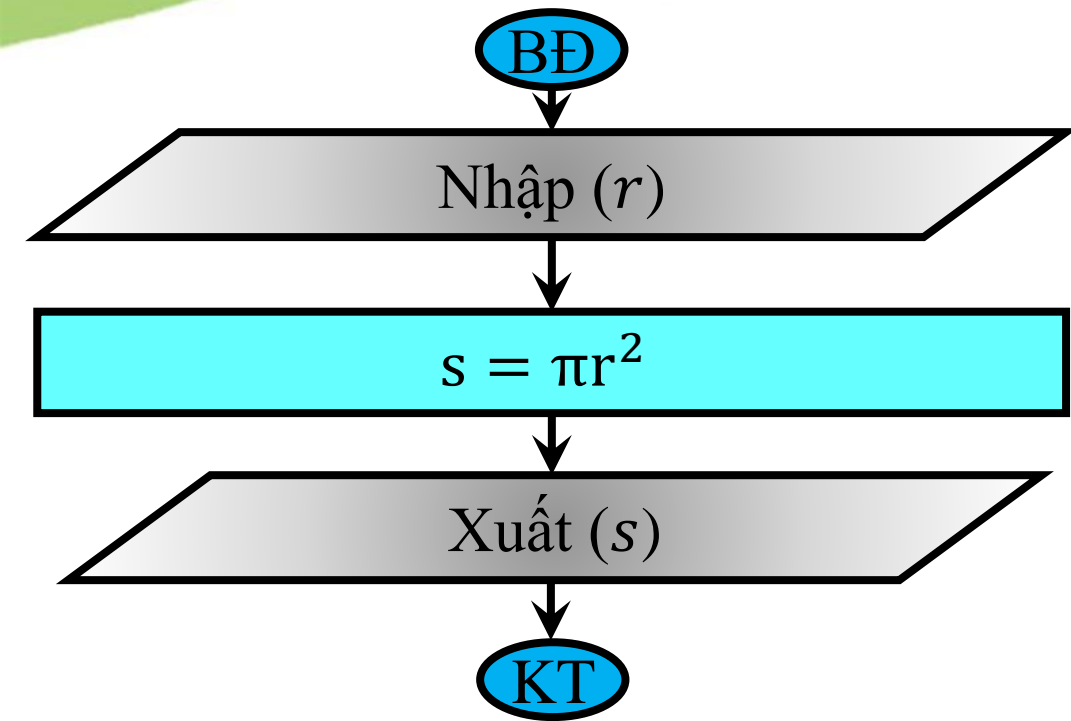 BĐ
Nhập (r)
s = πr²
Xuất (s)
KT